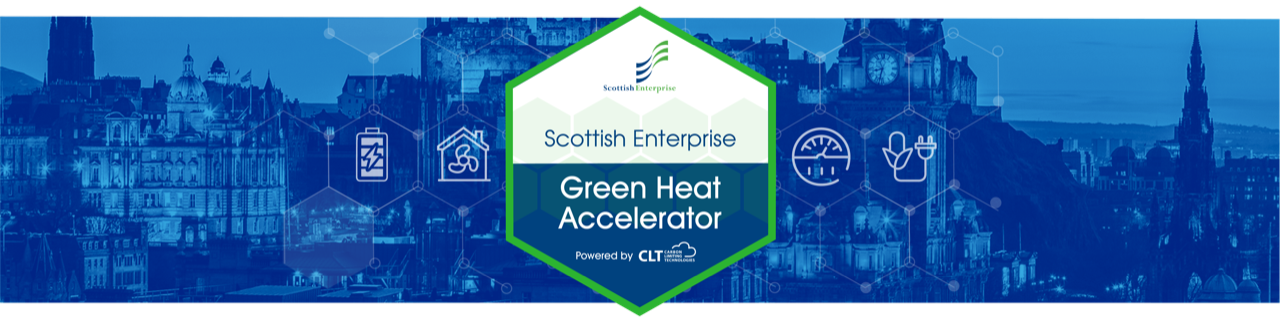 Scottish Enterprise
Scottish Enterprise
Green Heat
Accelerator
Powered by CLT CARBON
LIMITING
TECHNOLOGIES